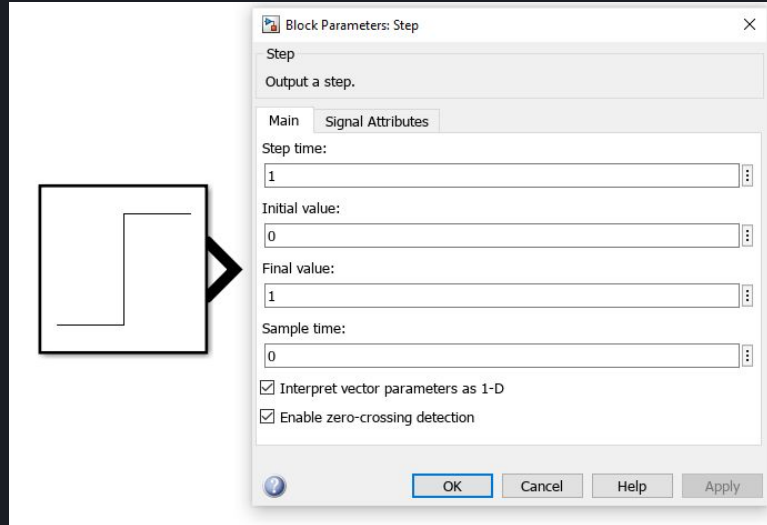 Block Parameters: Step
Step
Output a step.
Main Signal Attributes
Step time:
1
Initial value:
0
Final value:
1
Sample time:
0
Interpret vector parameters as 1-D
Enable zero-crossing detection
? OK Cancel Help Apply